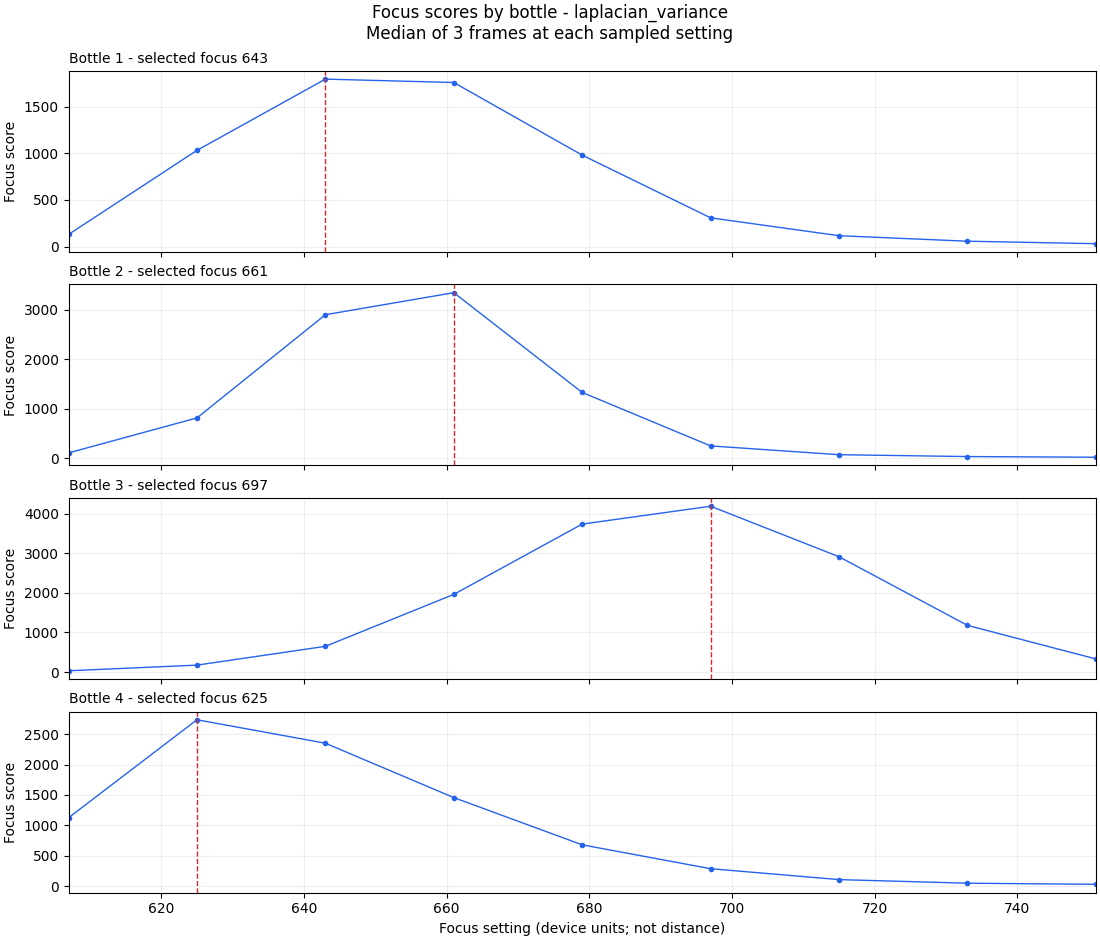 Focus scores by bottle - laplacian_variance
Median of 3 frames at each sampled setting
Bottle 1 - selected focus 643
Focus score
1500
1000
500
0
Bottle 2 - selected focus 661
Focus score
3000
2000
1000
0
Bottle 3 - selected focus 697
Focus score
4000
3000
2000
1000
0
Bottle 4 - selected focus 625
Focus score
2500
2000
1500
1000
500
0
620 640 660 680 700 720 740
Focus setting (device units; not distance)